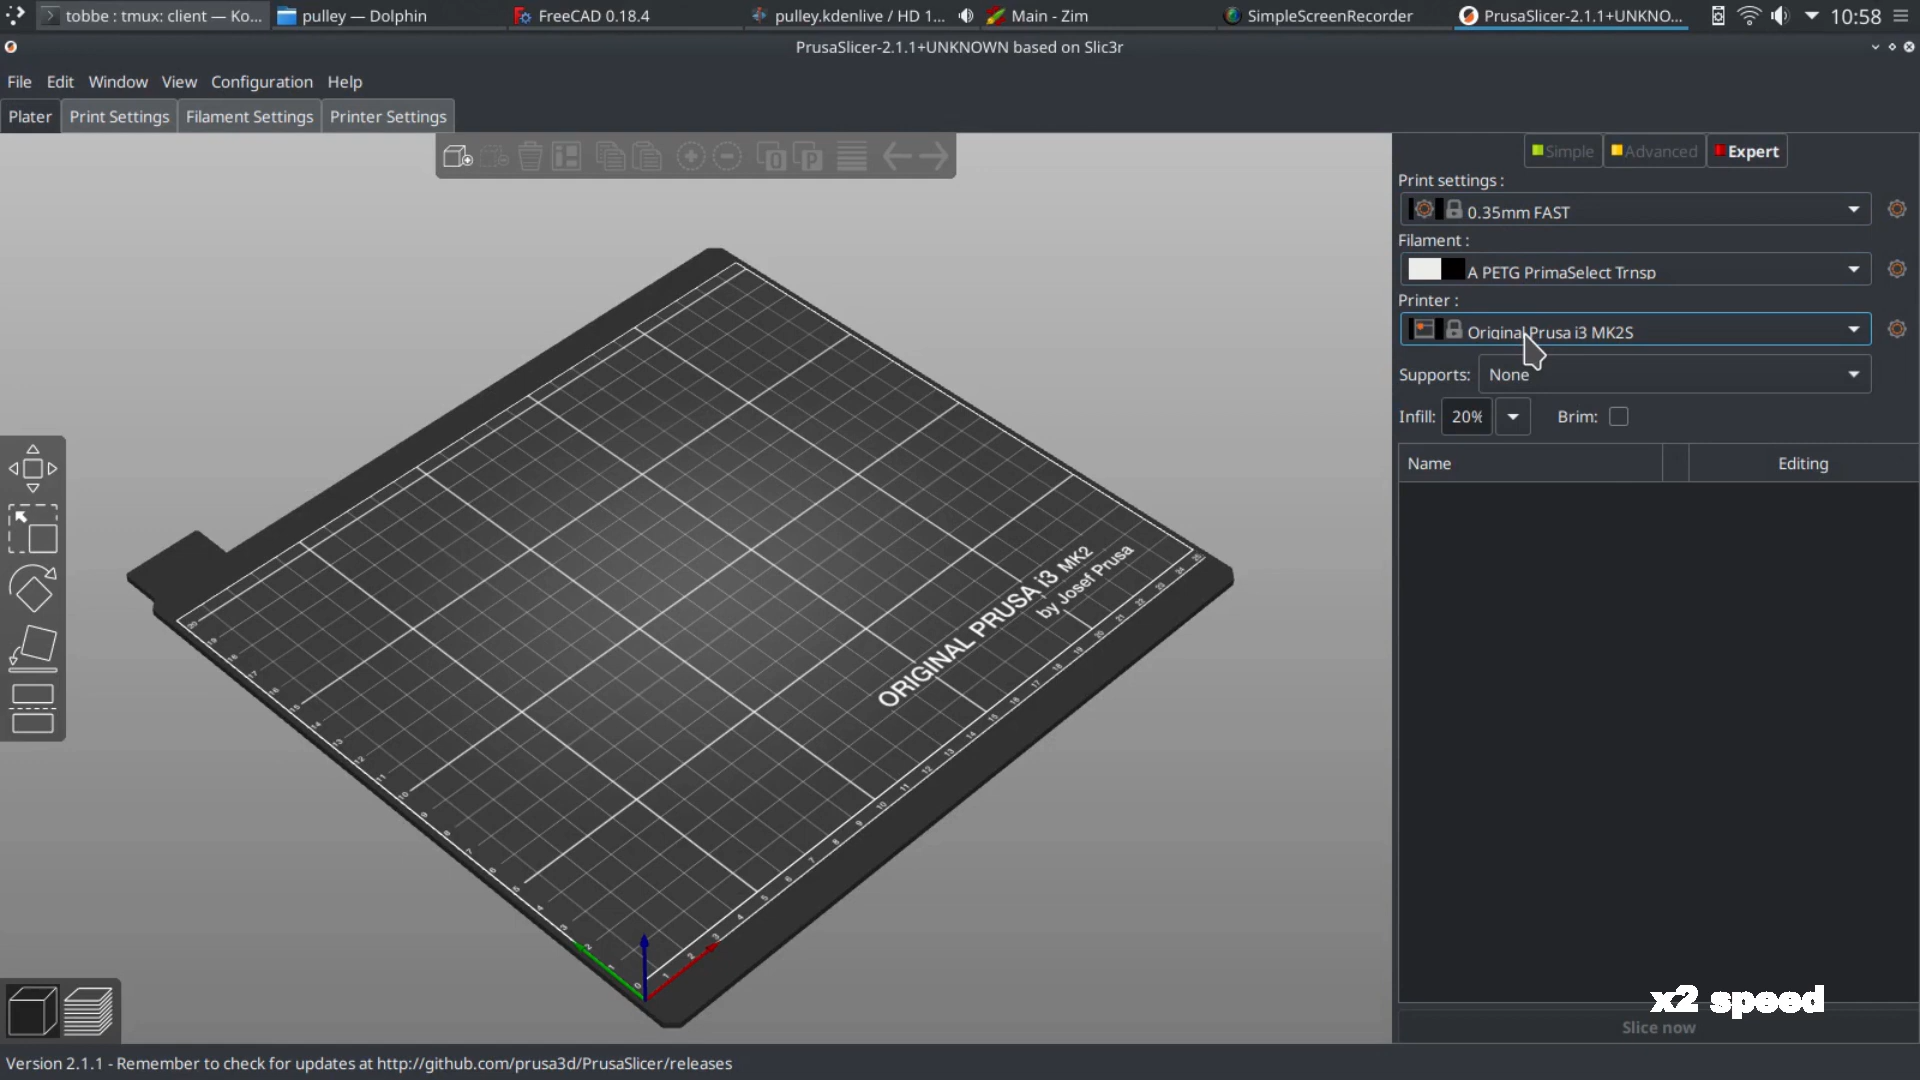 tobbe : tmux: client — Ko...
pulley — Dolphin
FreeCAD 0.18.4
pulley.kdenlive / HD 1...
Main - Zim
SimpleScreenRecorder
PrusaSlicer-2.1.1+UNKNO...
10:58
PrusaSlicer-2.1.1+UNKNOWN based on Slic3r
File Edit Window View Configuration Help
Plater Print Settings Filament Settings Printer Settings
Simple Advanced Expert
Print settings :
0.35mm FAST
Filament :
A PETG PrimaSelect Trnsp
Printer :
Original Prusa i3 MK2S
Supports: None
Infill: 20% Brim:
Name Editing
ORIGINAL PRUSA i3 MK2
by Josef Prusa
x2 speed
Slice now
Version 2.1.1 - Remember to check for updates at http://github.com/prusa3d/PrusaSlicer/releases